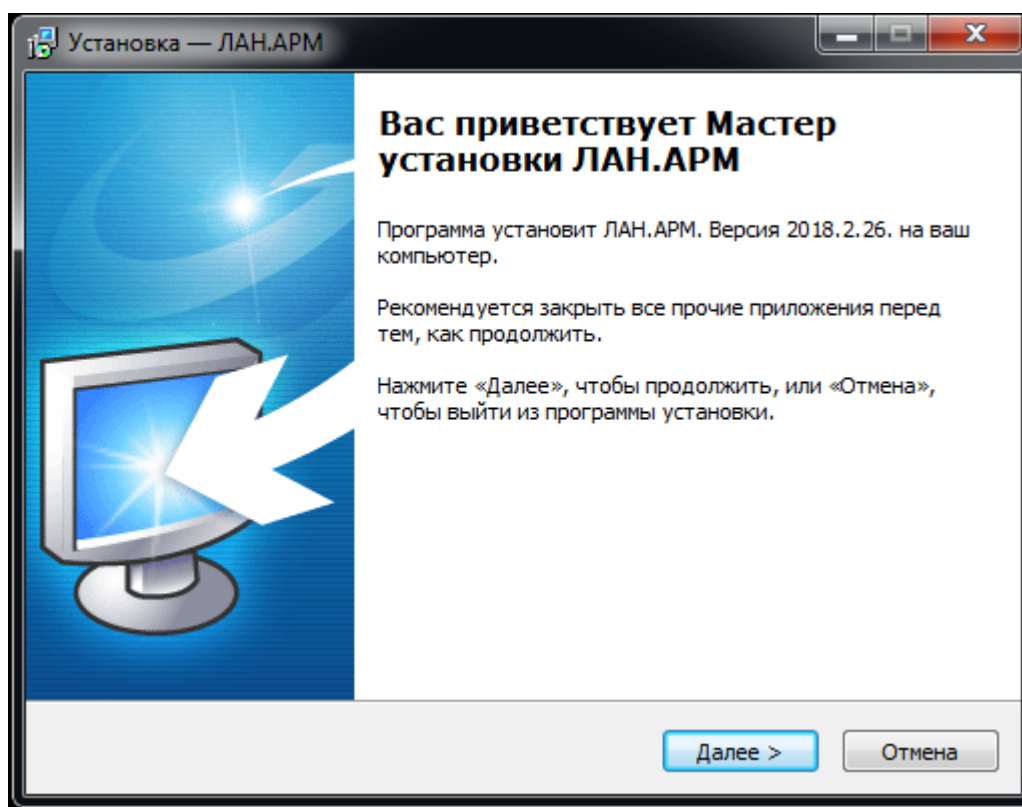 Установка — ЛАН.АРМ
Вас приветствует Мастер
установки ЛАН.АРМ
Программа установит ЛАН.АРМ. Версия 2018.2.26. на ваш
компьютер.
Рекомендуется закрыть все прочие приложения перед
тем, как продолжить.
Нажмите «Далее», чтобы продолжить, или «Отмена»,
чтобы выйти из программы установки.
Далее >
Отмена